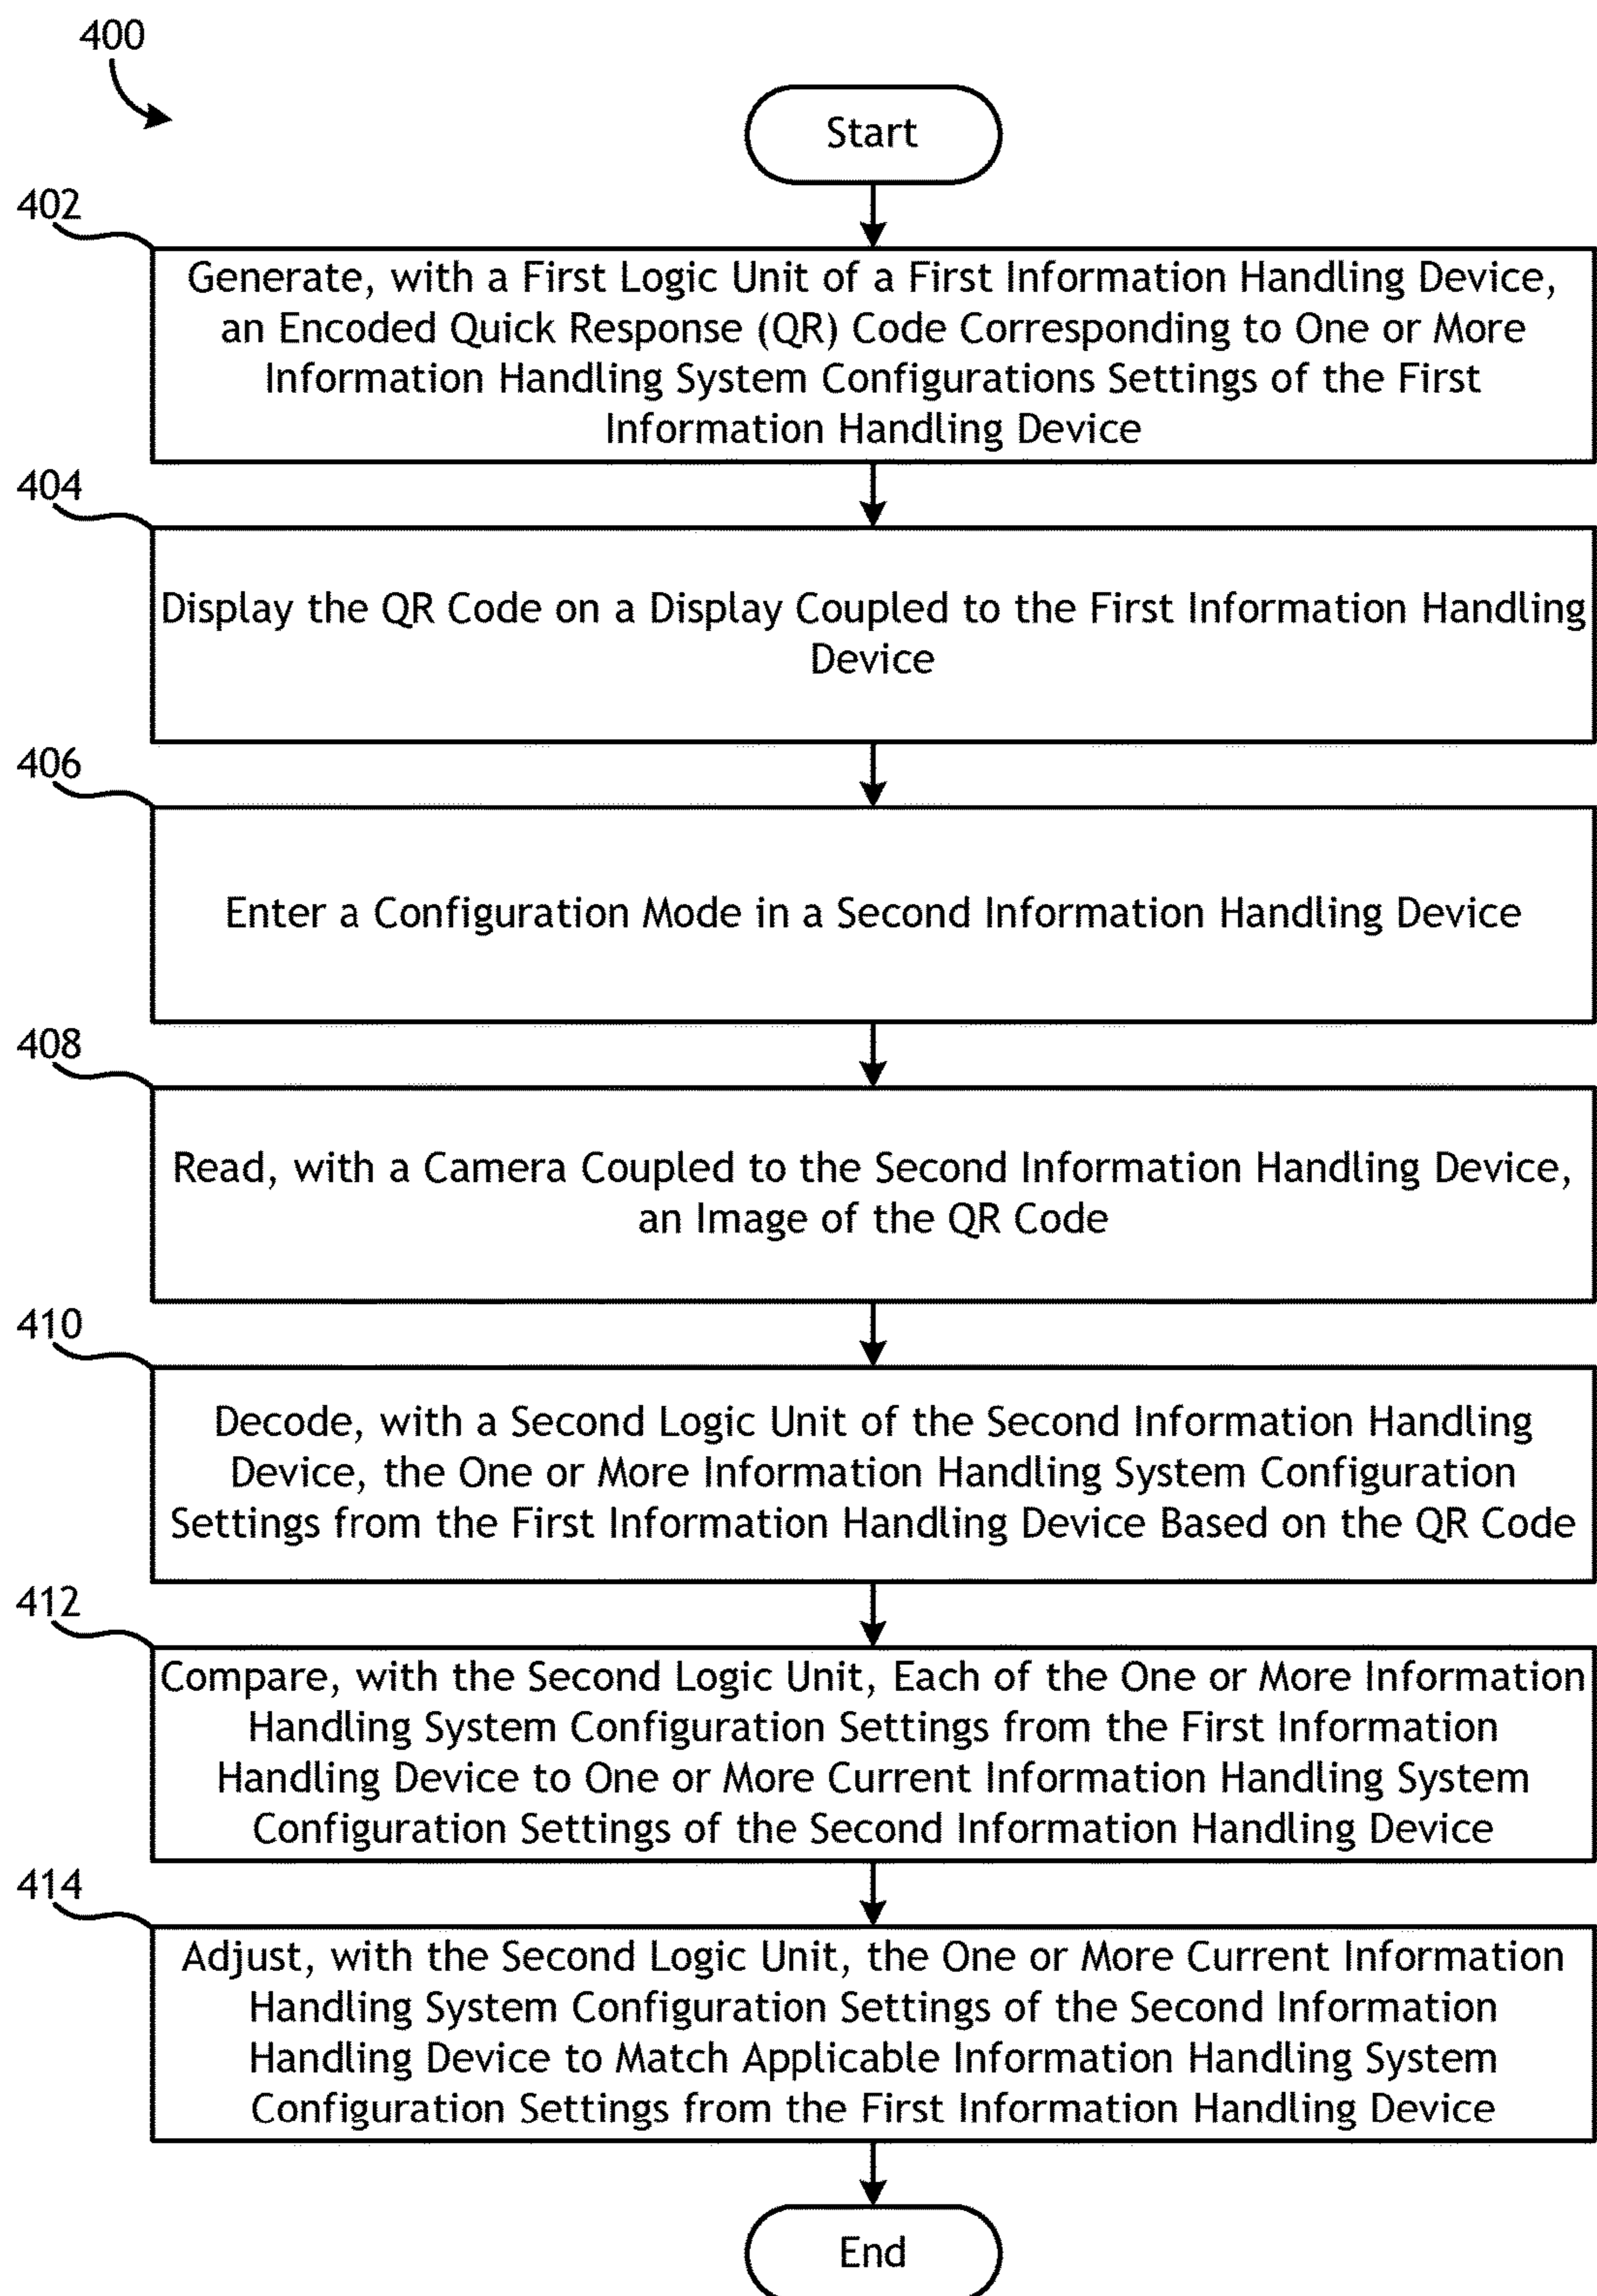 400
Start
402
Generate, with a First Logic Unit of a First Information Handling Device,
an Encoded Quick Response (QR) Code Corresponding to One or More
Information Handling System Configurations Settings of the First
Information Handling Device
404
Display the QR Code on a Display Coupled to the First Information Handling
Device
406
Enter a Configuration Mode in a Second Information Handling Device
408
Read, with a Camera Coupled to the Second Information Handling Device,
an Image of the QR Code
410
Decode, with a Second Logic Unit of the Second Information Handling
Device, the One or More Information Handling System Configuration
Settings from the First Information Handling Device Based on the QR Code
412
Compare, with the Second Logic Unit, Each of the One or More Information
Handling System Configuration Settings from the First Information
Handling Device to One or More Current Information Handling System
Configuration Settings of the Second Information Handling Device
414
Adjust, with the Second Logic Unit, the One or More Current Information
Handling System Configuration Settings of the Second Information
Handling Device to Match Applicable Information Handling System
Configuration Settings from the First Information Handling Device
End